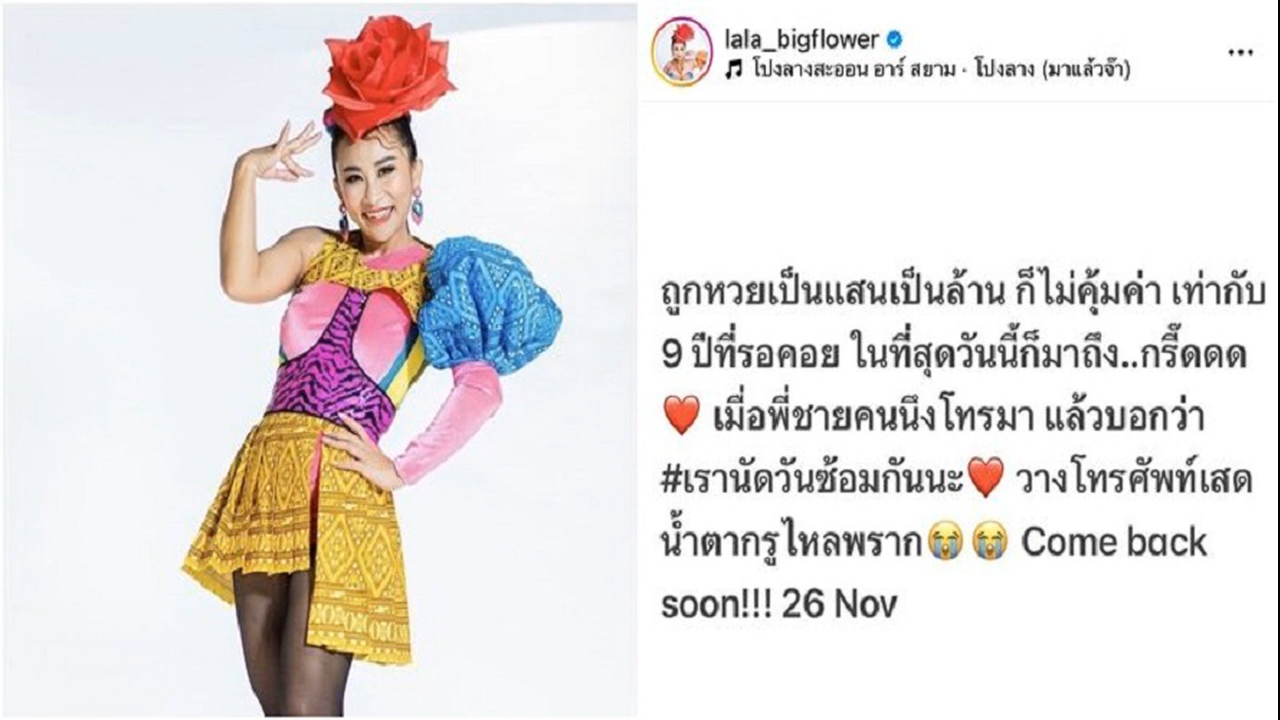 lala_bigflower
โปงลางสะออน อาร์ สยาม · โปงลาง (มาแล้วจ้า)
ถูกหวยเป็นแสนเป็นล้าน ก็ไม่คุ้มค่า เท่ากับ
9 ปีที่รอคอย ในที่สุดวันนี้ก็มาถึง..กรี๊ดดด
❤️ เมื่อพี่ชายคนนึงโทรมา แล้วบอกว่า
#เรานัดวันซ้อมกันนะ❤️ วางโทรศัพท์เสด
น้ำตากรูไหลพราก😭😭 Come back
soon!!! 26 Nov